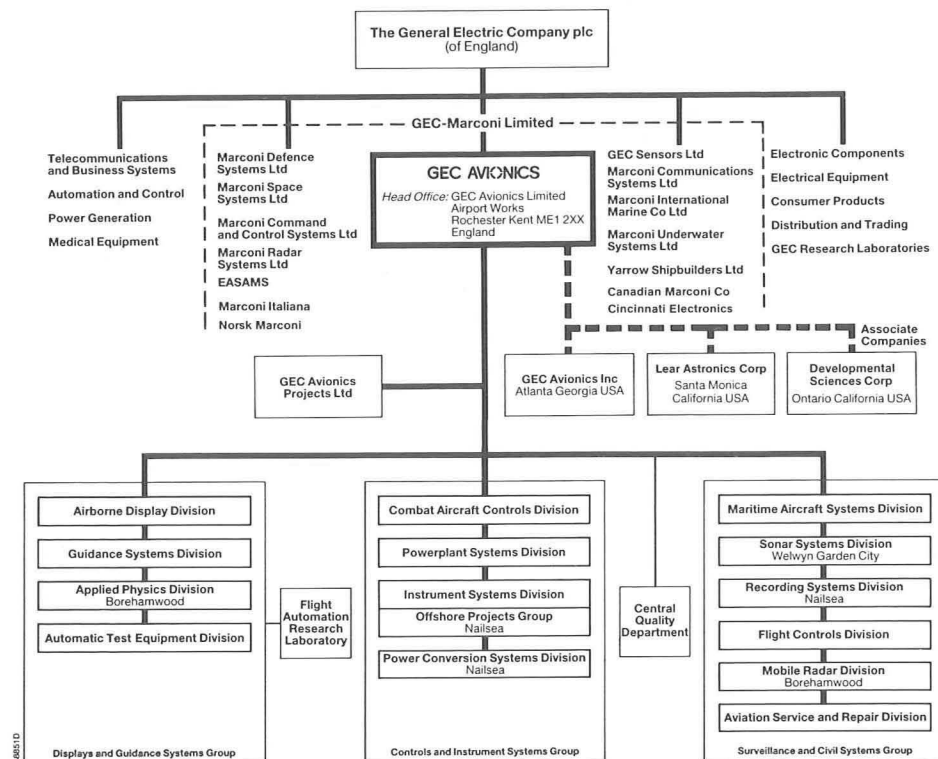 The General Electric Company plc
(of England)
GEC-Marconi Limited
Telecommunications
and Business Systems
Automation and Control
Power Generation
Medical Equipment
Marconi Defence
Systems Ltd
Marconi Space
Systems Ltd
Marconi Command
and Control Systems Ltd
Marconi Radar
Systems Ltd
EASAMS
Marconi Italiana
Norsk Marconi
GEC AVIONICS
Head Office: GEC Avionics Limited
Airport Works
Rochester Kent ME1 2XX
England
GEC Sensors Ltd
Marconi Communications
Systems Ltd
Marconi International
Marine Co Ltd
Marconi Underwater
Systems Ltd
Yarrow Shipbuilders Ltd
Canadian Marconi Co
Cincinnati Electronics
Electronic Components
Electrical Equipment
Consumer Products
Distribution and Trading
GEC Research Laboratories
Associate
Companies
GEC Avionics
Projects Ltd
GEC Avionics Inc
Atlanta Georgia USA
Lear Astronics Corp
Santa Monica
California USA
Developmental
Sciences Corp
Ontario California USA
Airborne Display Division
Guidance Systems Division
Applied Physics Division
Borehamwood
Automatic Test Equipment Division
Displays and Guidance Systems Group
Flight
Automation
Research
Laboratory
Combat Aircraft Controls Division
Powerplant Systems Division
Instrument Systems Division
Offshore Projects Group
Nailsea
Power Conversion Systems Division
Nailsea
Controls and Instrument Systems Group
Central
Quality
Department
Maritime Aircraft Systems Division
Sonar Systems Division
Welwyn Garden City
Recording Systems Division
Nailsea
Flight Controls Division
Mobile Radar Division
Borehamwood
Aviation Service and Repair Division
Surveillance and Civil Systems Group